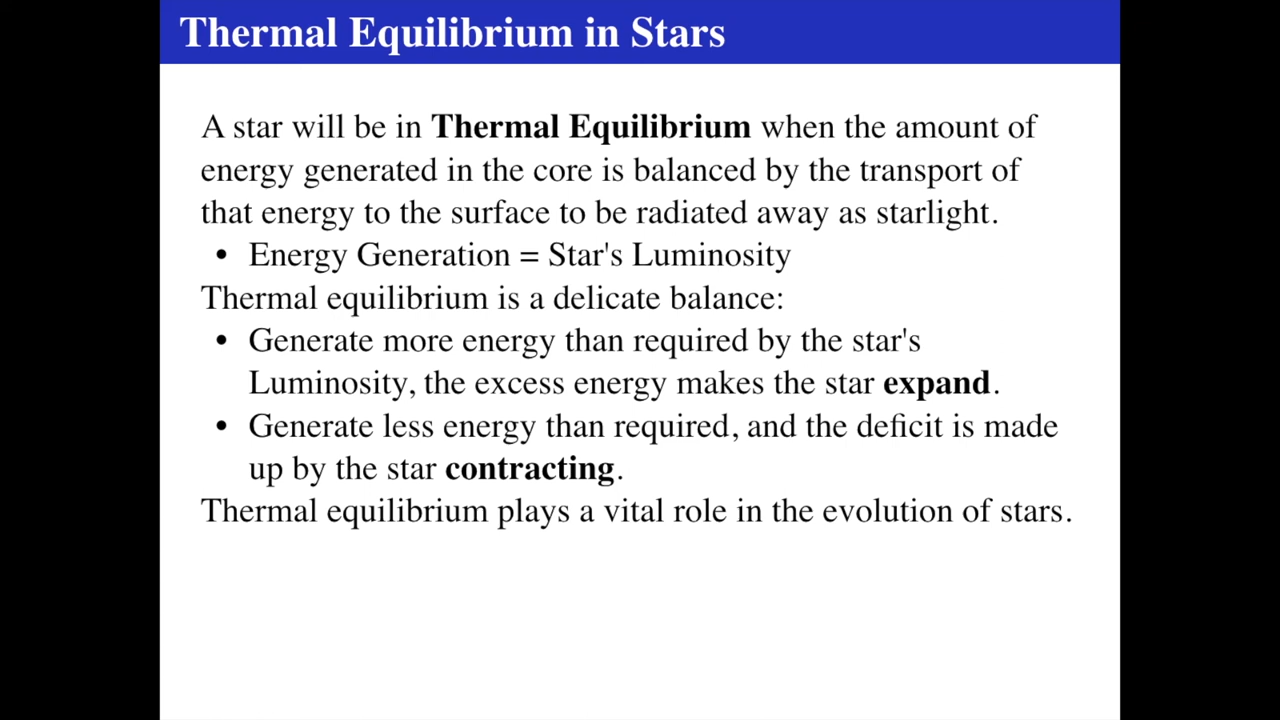 Thermal Equilibrium in Stars
A star will be in Thermal Equilibrium when the amount of
energy generated in the core is balanced by the transport of
that energy to the surface to be radiated away as starlight.
• Energy Generation = Star's Luminosity
Thermal equilibrium is a delicate balance:
• Generate more energy than required by the star's
Luminosity, the excess energy makes the star expand.
• Generate less energy than required, and the deficit is made
up by the star contracting.
Thermal equilibrium plays a vital role in the evolution of stars.